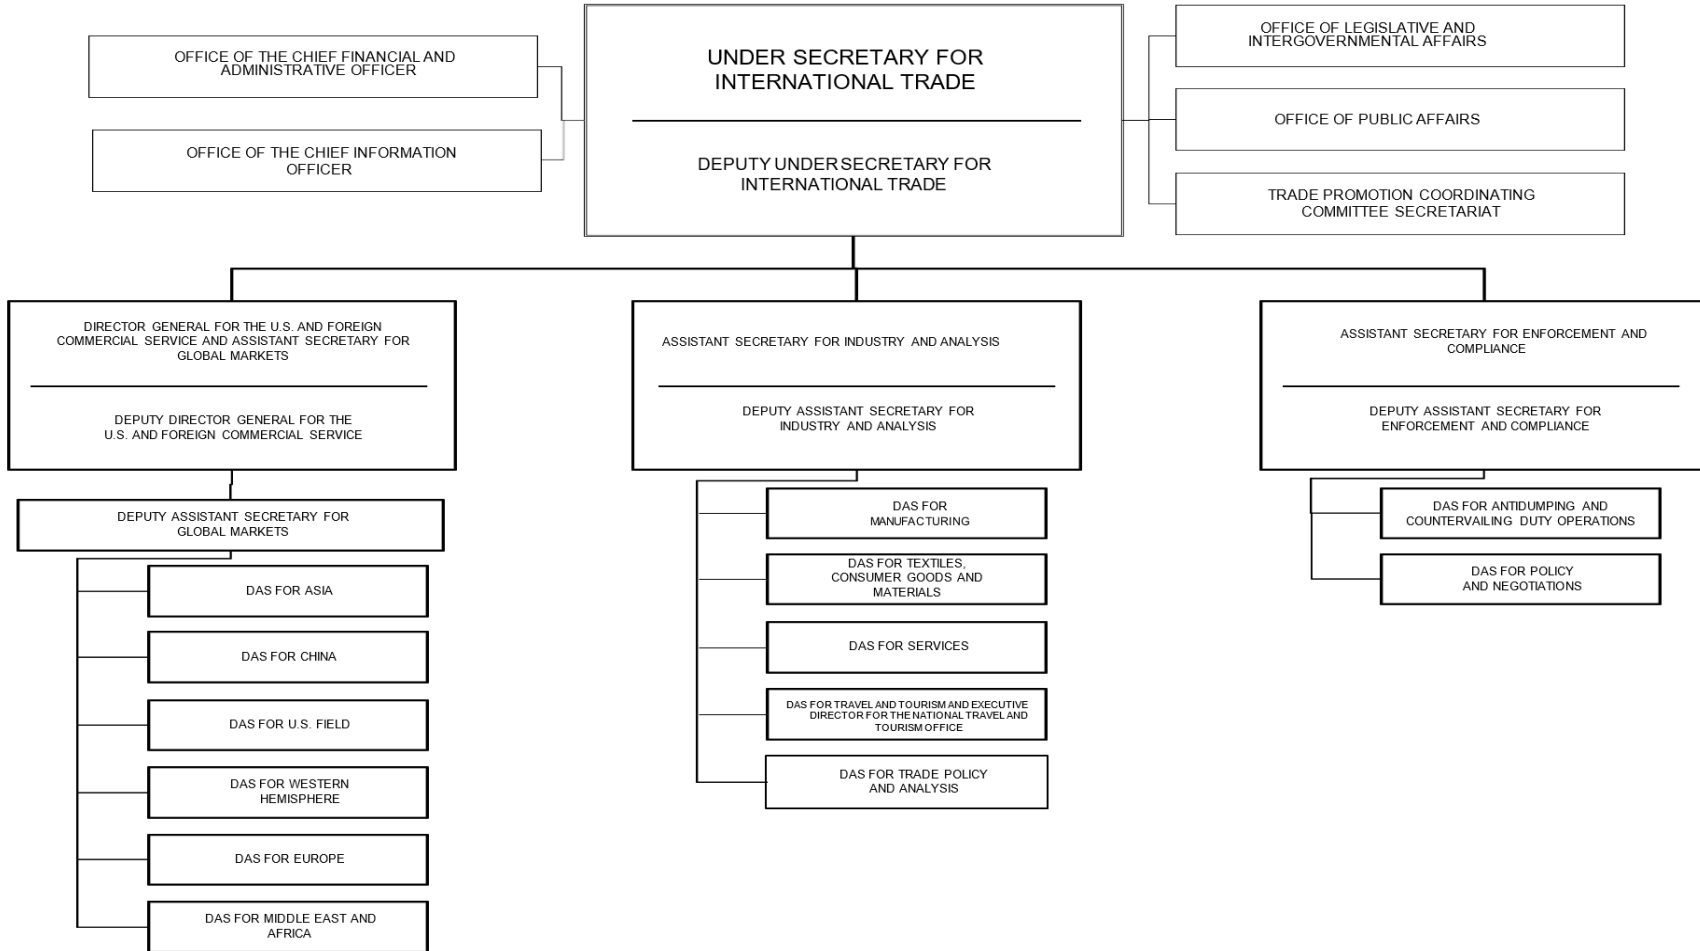 OFFICE OF THE CHIEF FINANCIAL AND
ADMINISTRATIVE OFFICER
OFFICE OF THE CHIEF INFORMATION
OFFICER
UNDER SECRETARY FOR
INTERNATIONAL TRADE
DEPUTY UNDER SECRETARY FOR
INTERNATIONAL TRADE
OFFICE OF LEGISLATIVE AND
INTERGOVERNMENTAL AFFAIRS
OFFICE OF PUBLIC AFFAIRS
TRADE PROMOTION COORDINATING
COMMITTEE SECRETARIAT
DIRECTOR GENERAL FOR THE U.S. AND FOREIGN
COMMERCIAL SERVICE AND ASSISTANT SECRETARY FOR
GLOBAL MARKETS
DEPUTY DIRECTOR GENERAL FOR THE
U.S. AND FOREIGN COMMERCIAL SERVICE
DEPUTY ASSISTANT SECRETARY FOR
GLOBAL MARKETS
DAS FOR ASIA
DAS FOR CHINA
DAS FOR U.S. FIELD
DAS FOR WESTERN
HEMISPHERE
DAS FOR EUROPE
DAS FOR MIDDLE EAST AND
AFRICA
ASSISTANT SECRETARY FOR INDUSTRY AND ANALYSIS
DEPUTY ASSISTANT SECRETARY FOR
INDUSTRY AND ANALYSIS
DAS FOR
MANUFACTURING
DAS FOR TEXTILES,
CONSUMER GOODS AND
MATERIALS
DAS FOR SERVICES
DAS FOR TRAVEL AND TOURISM AND EXECUTIVE
DIRECTOR FOR THE NATIONAL TRAVEL AND
TOURISM OFFICE
DAS FOR TRADE POLICY
AND ANALYSIS
ASSISTANT SECRETARY FOR ENFORCEMENT AND
COMPLIANCE
DEPUTY ASSISTANT SECRETARY FOR
ENFORCEMENT AND COMPLIANCE
DAS FOR ANTIDUMPING AND
COUNTERVAILING DUTY OPERATIONS
DAS FOR POLICY
AND NEGOTIATIONS